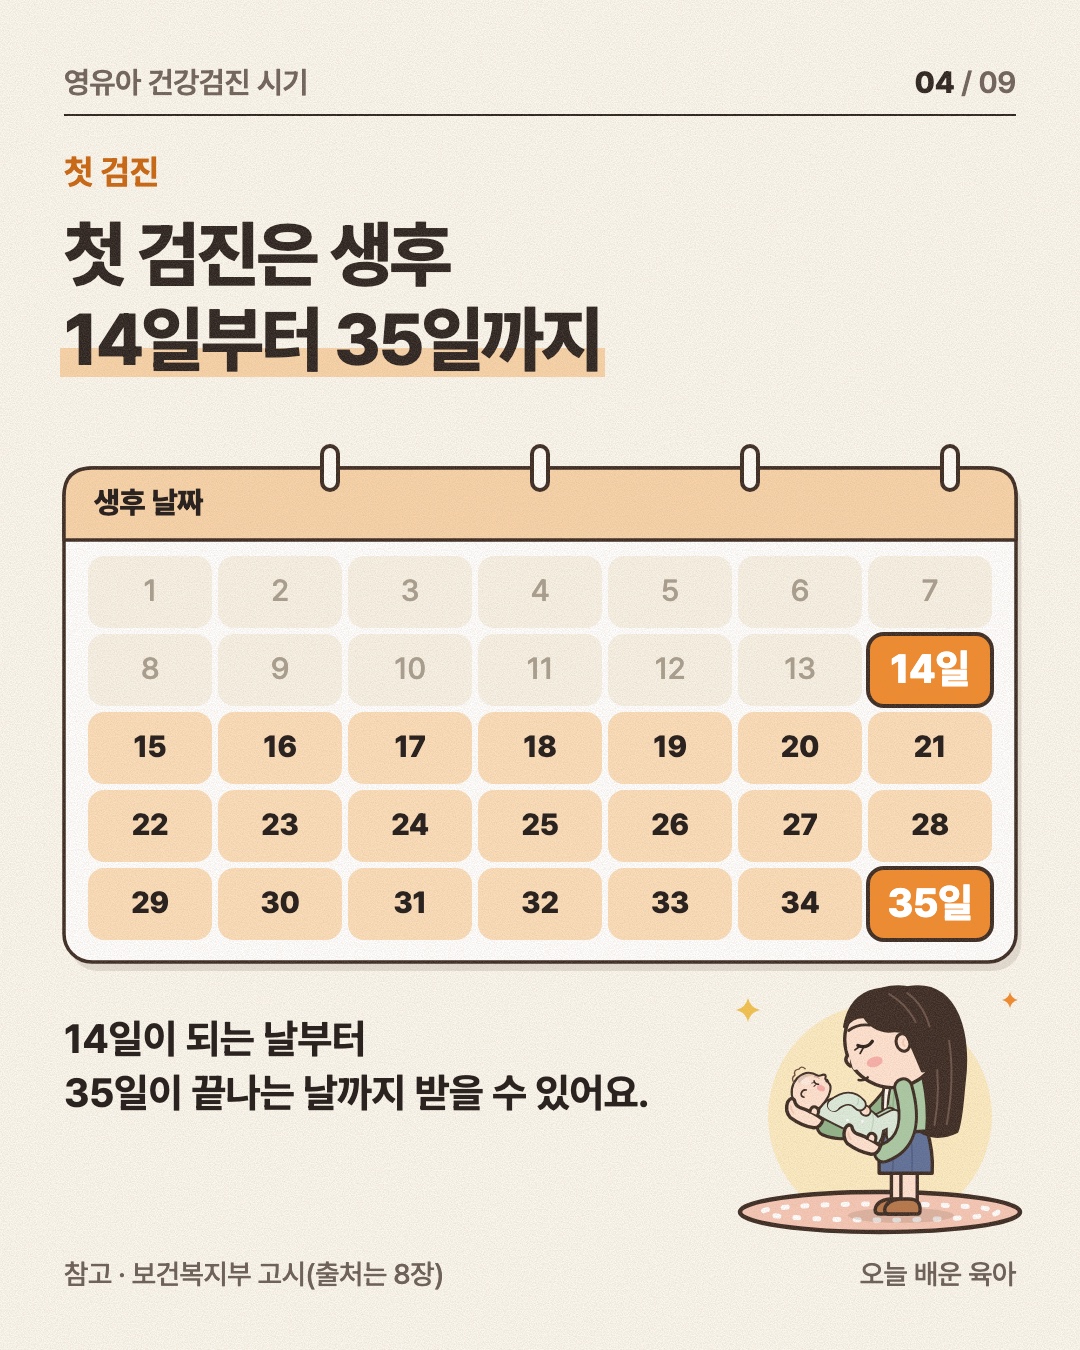 영유아 건강검진 시기
04 / 09
첫 검진
첫 검진은 생후
14일부터 35일까지
생후 날짜
1 2 3 4 5 6 7
8 9 10 11 12 13 14일
15 16 17 18 19 20 21
22 23 24 25 26 27 28
29 30 31 32 33 34 35일
14일이 되는 날부터
35일이 끝나는 날까지 받을 수 있어요.
참고 · 보건복지부 고시(출처는 8장)
오늘 배운 육아